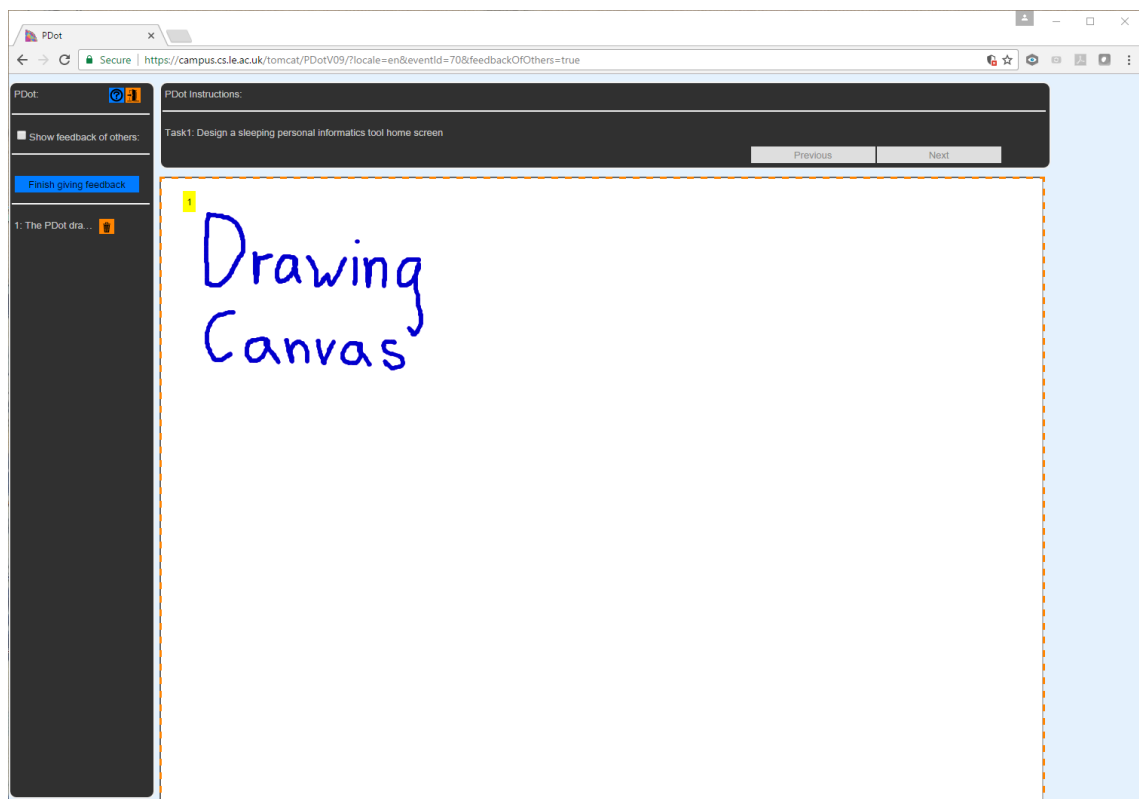 PDot
Secure https://campus.cs.le.ac.uk/tomcat/PDotV09/?locale=en&eventId=70&feedbackOfOthers=true
PDot:
Show feedback of others:
Finish giving feedback
1: The PDot dra...
PDot Instructions:
Task1: Design a sleeping personal informatics tool home screen
Previous Next
1
Drawing
Canvas